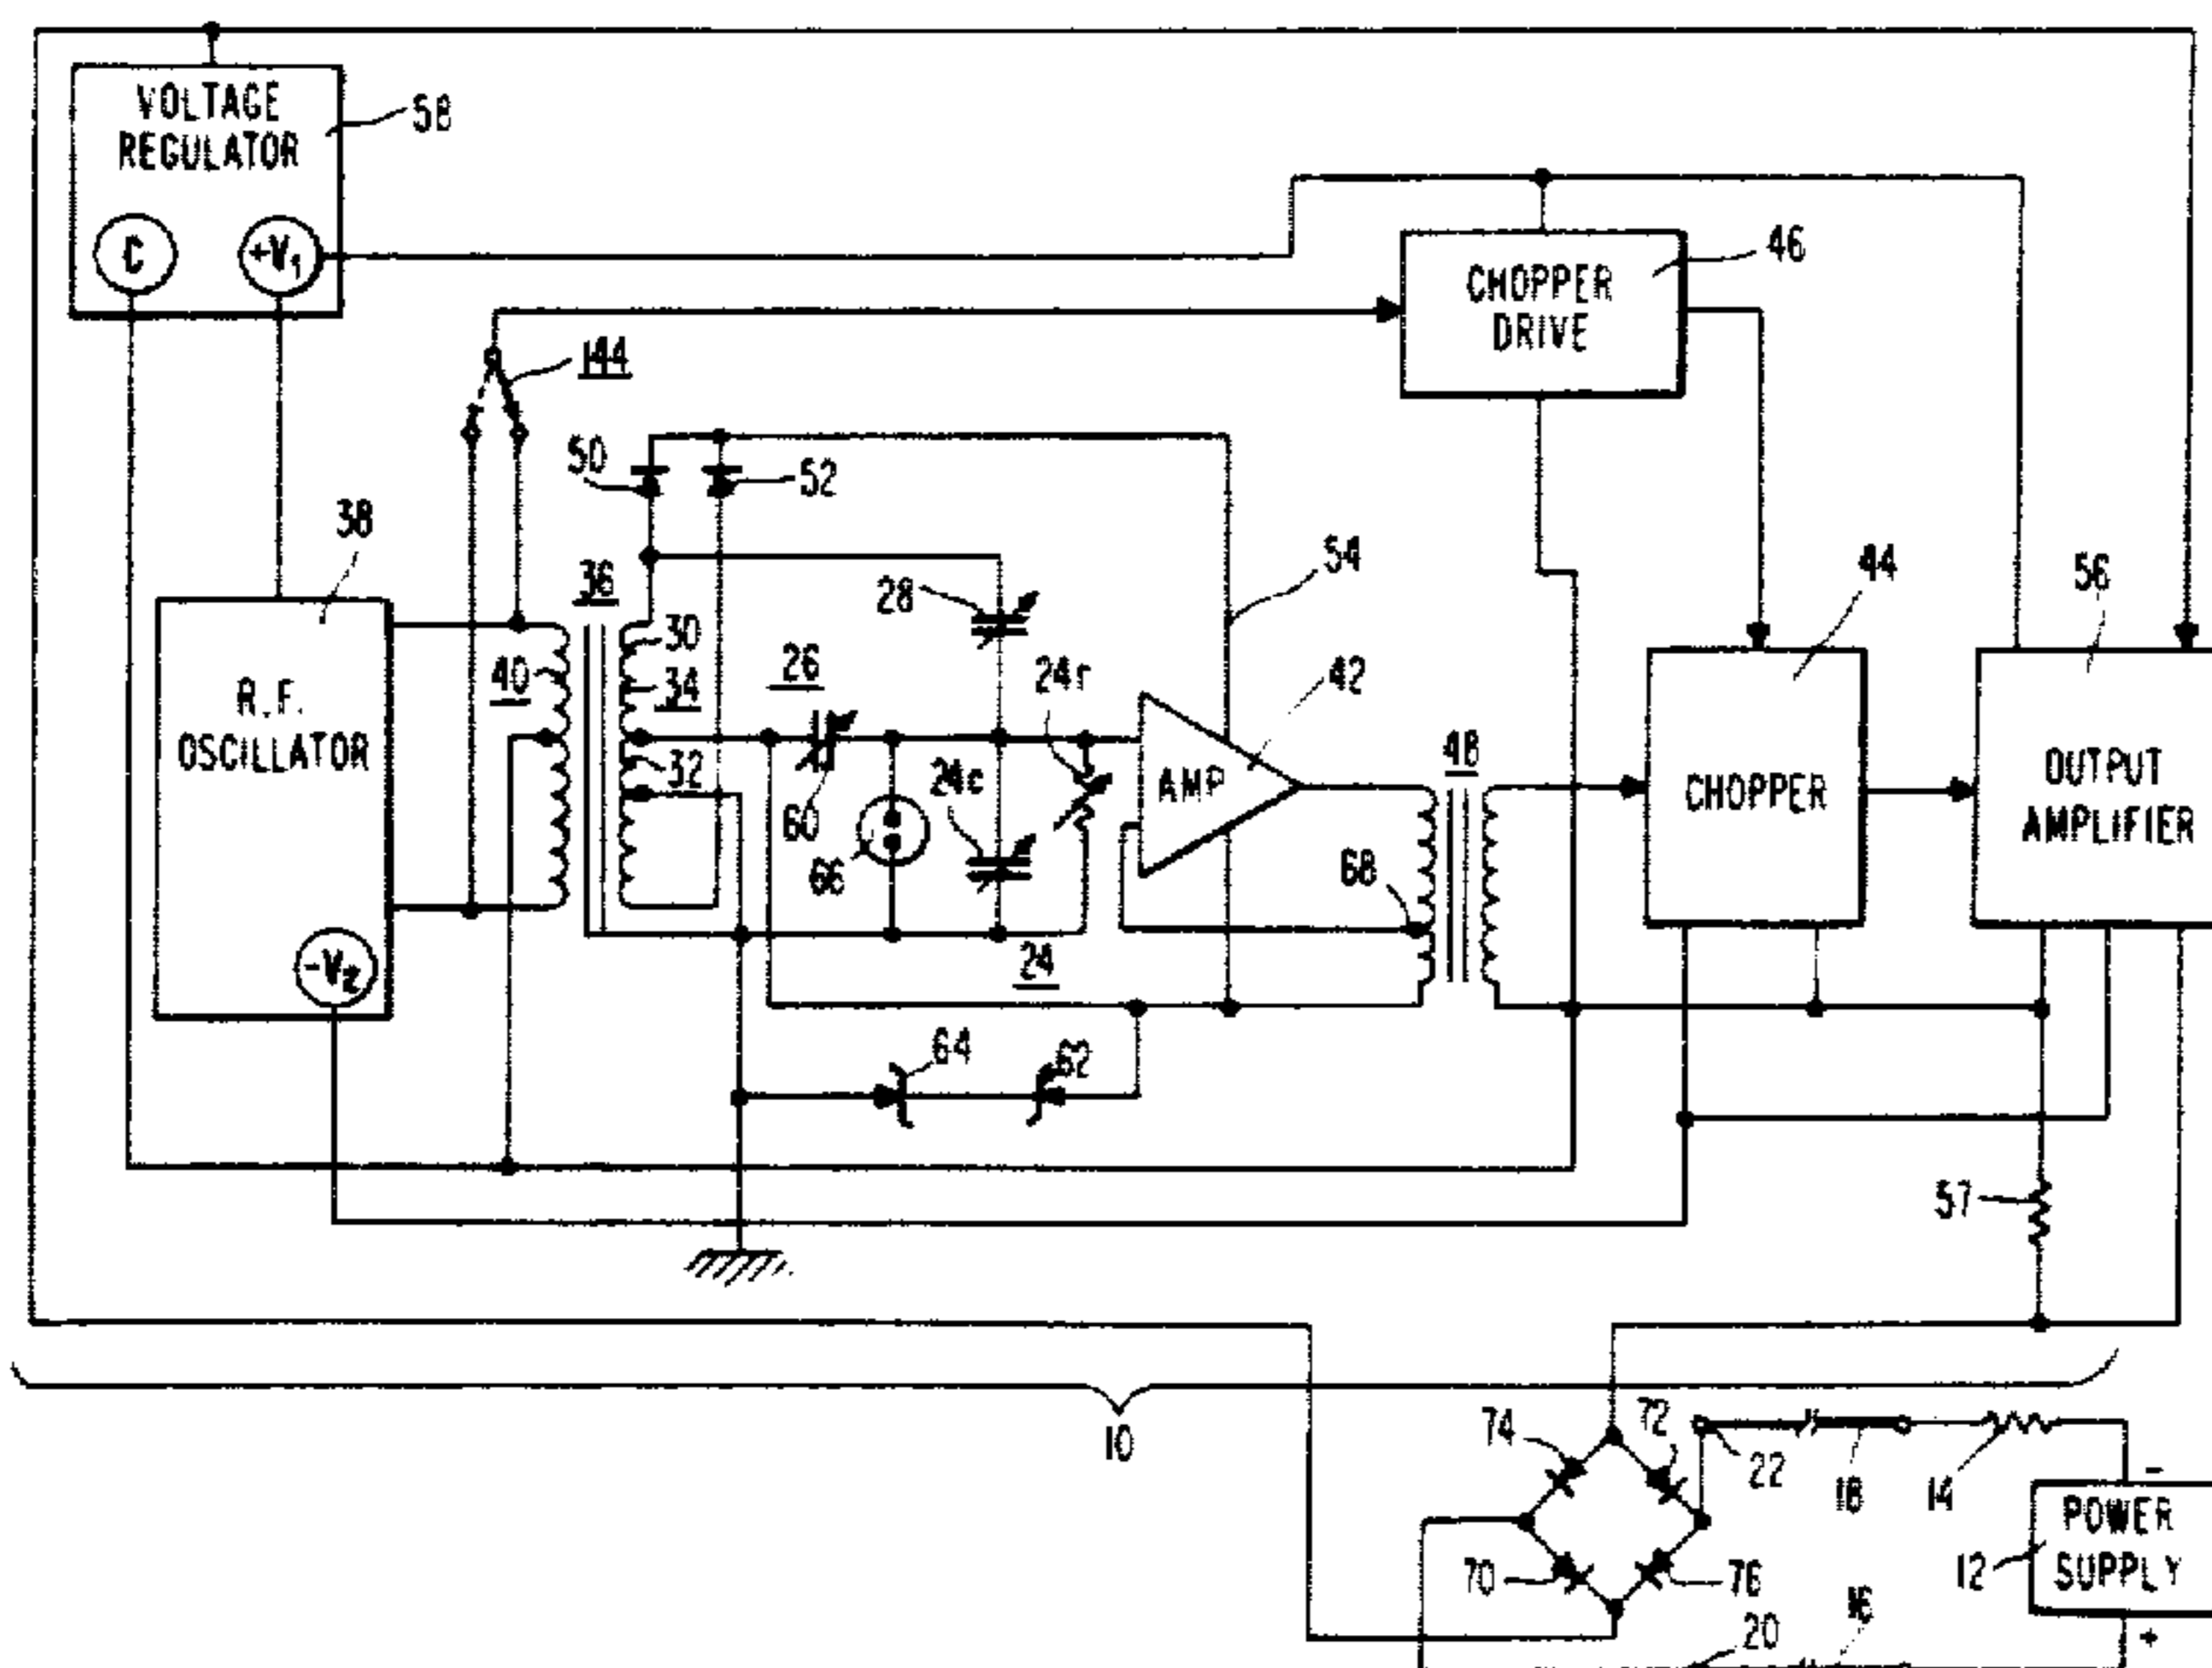 VOLTAGE
REGULATOR
58
C
+V1
CHOPPER
DRIVE
46
144
50
52
38
36
54
28
44
56
30
40
34
26
24r
42
R.F.
OSCILLATOR
32
24c
60
66
AMP
48
68
CHOPPER
OUTPUT
AMPLIFIER
-V2
24
64
62
57
10
74
72
22
18
14
-
POWER
SUPPLY
12
70
76
20
16
+